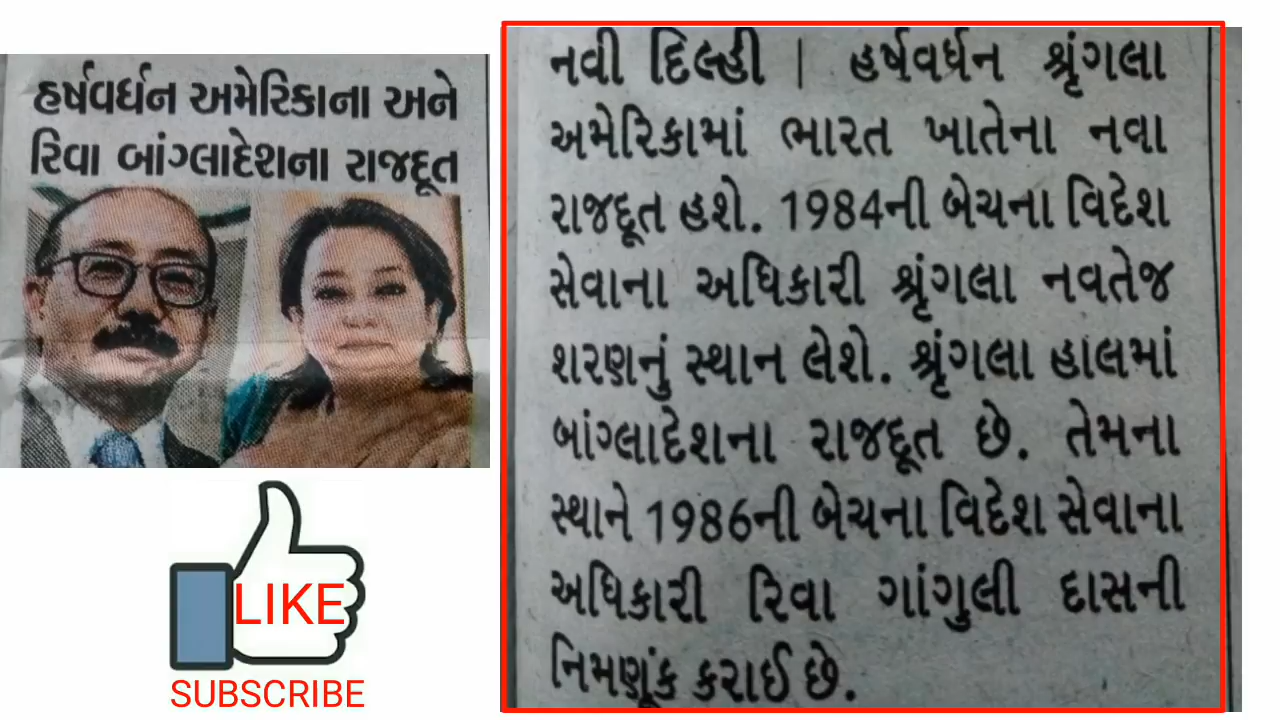 હર્ષવર્ધન અમેરિકાના અને
રિવા બાંગ્લાદેશના રાજદૂત
નવી દિલ્હી | હર્ષવર્ધન શ્રૃંગલા
અમેરિકામાં ભારત ખાતેના નવા
રાજદૂત હશે. 1984ની બેચના વિદેશ
સેવાના અધિકારી શ્રૃંગલા નવતેજ
શરણનું સ્થાન લેશે. શ્રૃંગલા હાલમાં
બાંગ્લાદેશના રાજદૂત છે. તેમના
સ્થાને 1986ની બેચના વિદેશ સેવાના
અધિકારી રિવા ગાંગુલી દાસની
નિમણૂંક કરાઈ છે.
LIKE
SUBSCRIBE